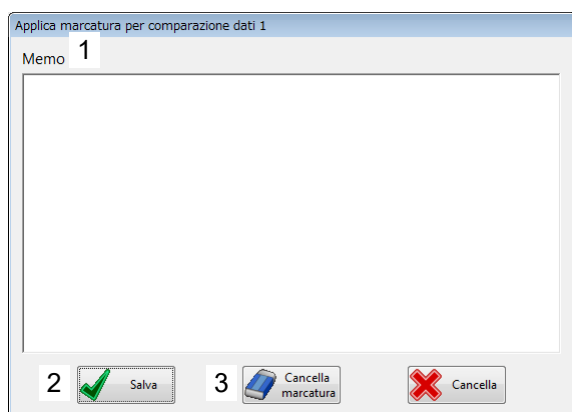 Applica marcatura per comparazione dati 1
Memo 1
2 Salva 3 Cancella marcatura Cancella